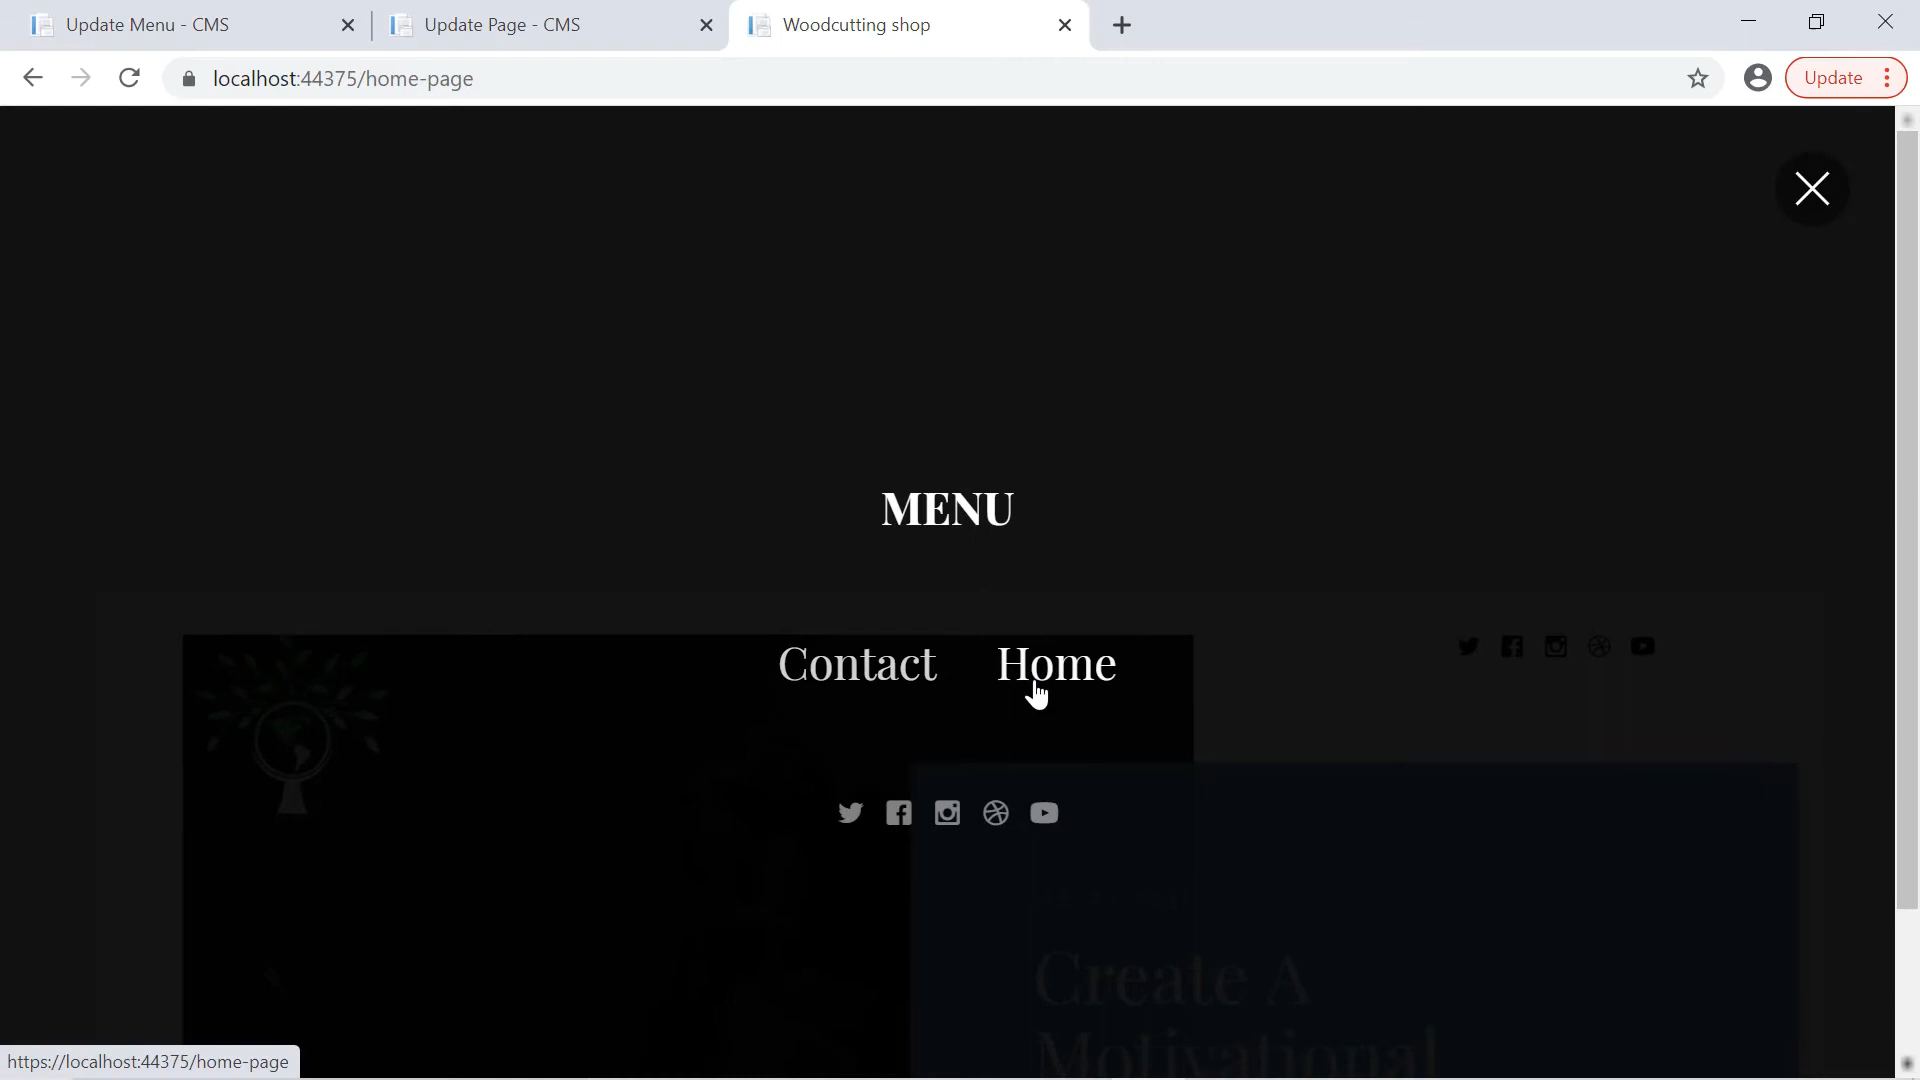 Update Menu - CMS
Update Page - CMS
Woodcutting shop
localhost:44375/home-page
Update
MENU
Contact
Home
Create A
Motivational
https://localhost:44375/home-page